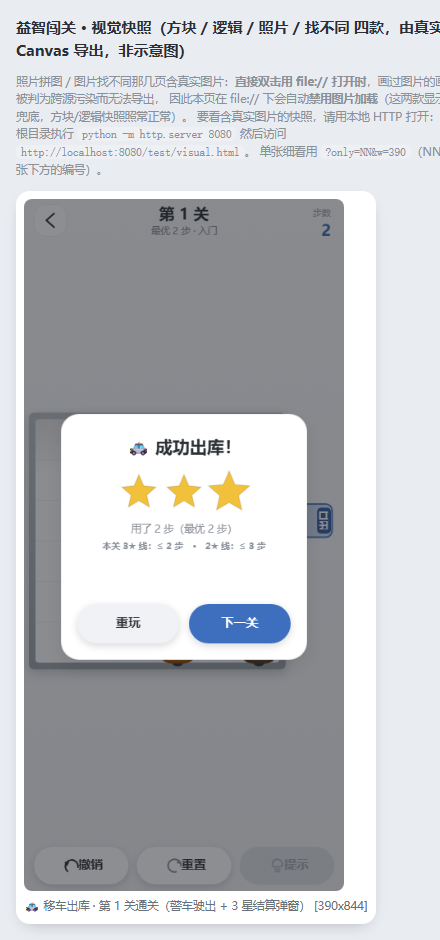 益智闯关 · 视觉快照（方块 / 逻辑 / 照片 / 找不同 四款，由真实
Canvas 导出，非示意图）
照片拼图 / 图片找不同那几页含真实图片：直接双击用 file:// 打开时，画过图片的画
被判为跨源污染而无法导出， 因此本页在 file:// 下会自动禁用图片加载（这两款显示
兜底，方块/逻辑快照照常正常）。 要看含真实图片的快照，请用本地 HTTP 打开：
根目录执行 python -m http.server 8080 然后访问
http://localhost:8080/test/visual.html 。 单张细看用 ?only=NN&w=390 （NN
张下方的编号）。
第 1 关
步数
最优 2 步 · 入门
2
成功出库！
用了 2 步（最优 2 步）
本关 3★ 线：≤ 2 步 · 2★ 线：≤ 3 步
出口
重玩
下一关
撤销
重置
提示
移车出库 · 第 1 关通关（警车驶出 + 3 星结算弹窗） [390x844]